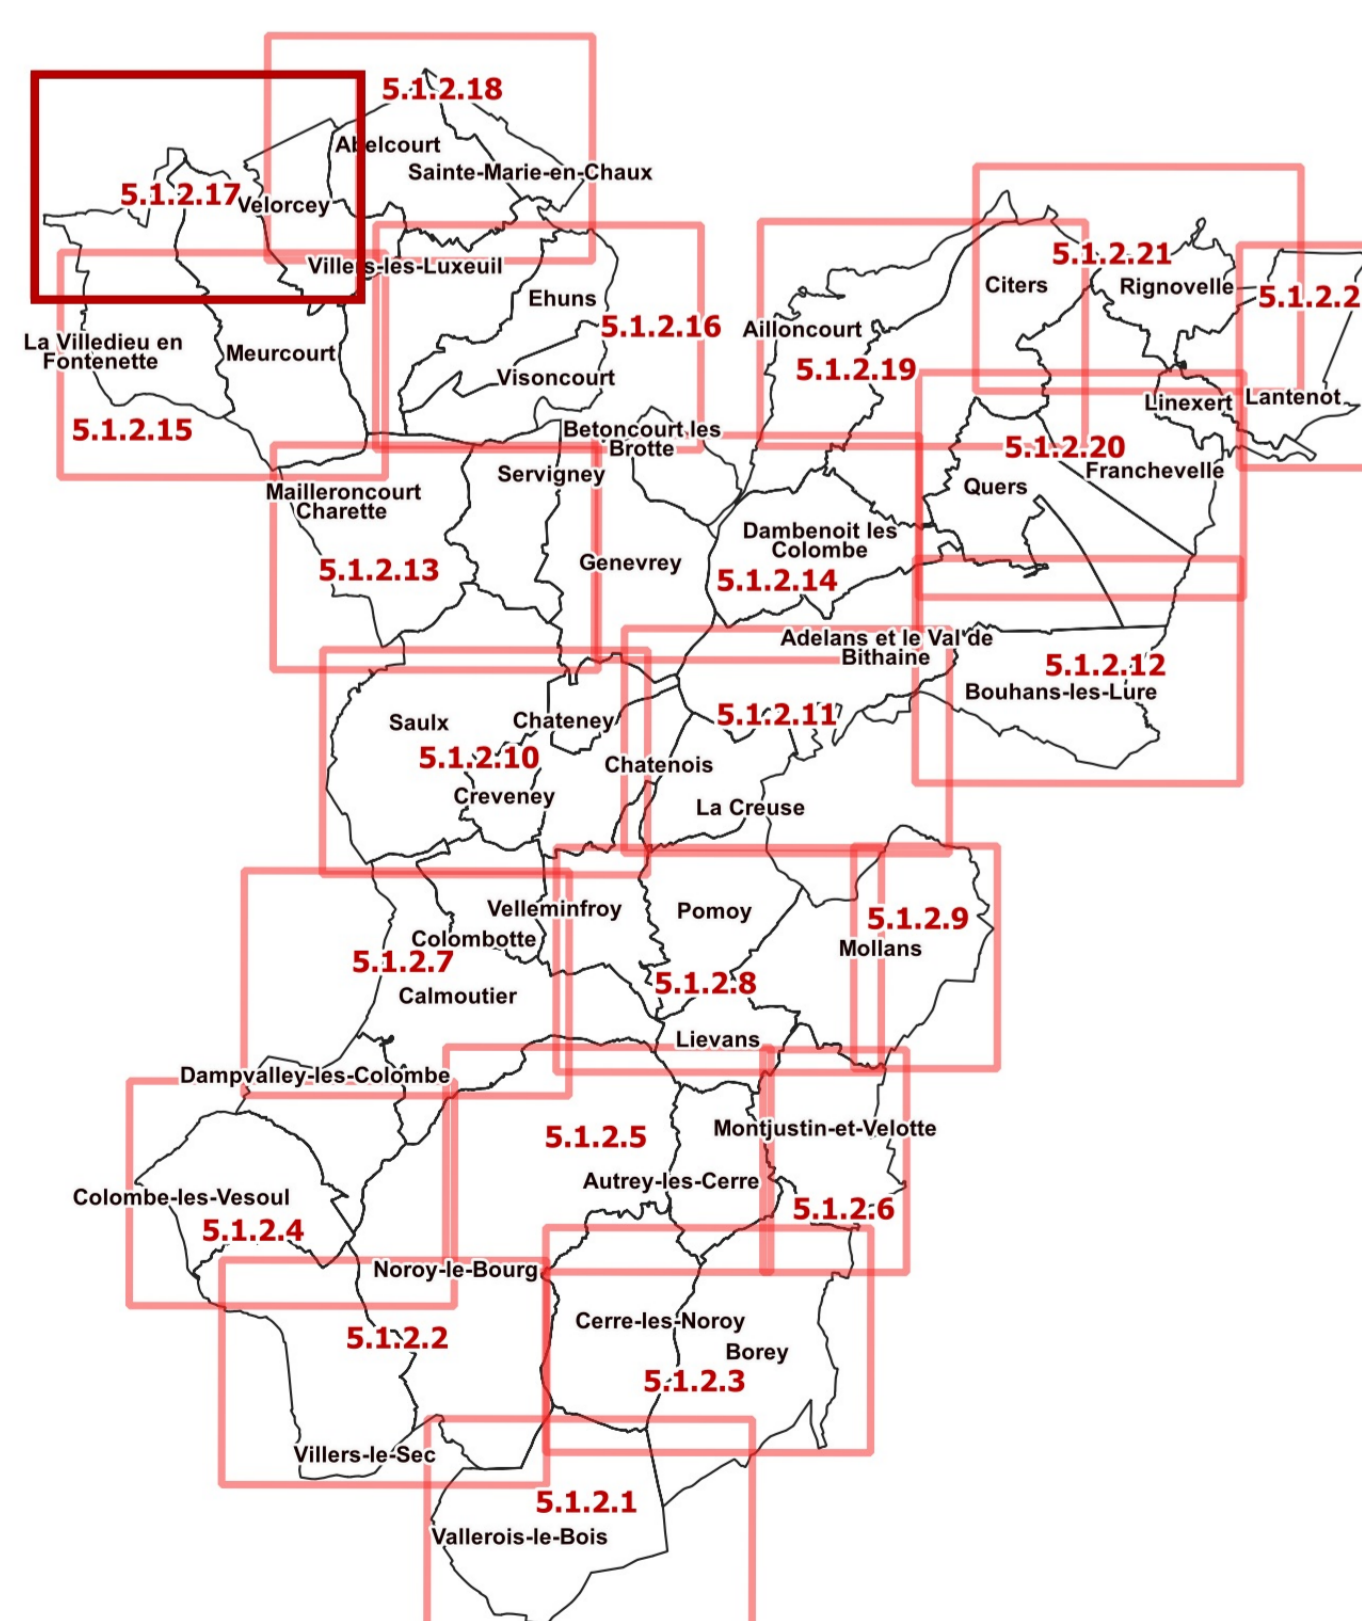 5.1.2.18
Abelcourt
Sainte-Marie-en-Chaux
5.1.2.17
Velorcey
Villers-les-Luxeuil
5.1.2.21
Citers
Rignovelle
5.1.2.2
Ehuns
5.1.2.16
Ailloncourt
La Villedieu en
Fontenette
Meurcourt
Visoncourt
5.1.2.19
Linexert
Lantenot
5.1.2.15
Betoncourt les
Brotte
5.1.2.20
Franchevelle
Servigney
Quers
Mailleroncourt
Charette
Dambenoit les
Colombe
5.1.2.13
Genevrey
5.1.2.14
Adelans et le Val de
Bithaine
5.1.2.12
Bouhans-les-Lure
Saulx
Chateney
5.1.2.11
5.1.2.10
Chatenois
Creveney
La Creuse
Velleminfroy
Pomoy
5.1.2.9
Colombotte
Mollans
5.1.2.7
Calmoutier
5.1.2.8
Lievans
Dampvalley-les-Colombe
5.1.2.5
Montjustin-et-Velotte
Autrey-les-Cerre
Colombe-les-Vesoul
5.1.2.4
5.1.2.6
Noroy-le-Bourg
Cerre-les-Noroy
5.1.2.2
Borey
5.1.2.3
Villers-le-Sec
5.1.2.1
Vallerois-le-Bois